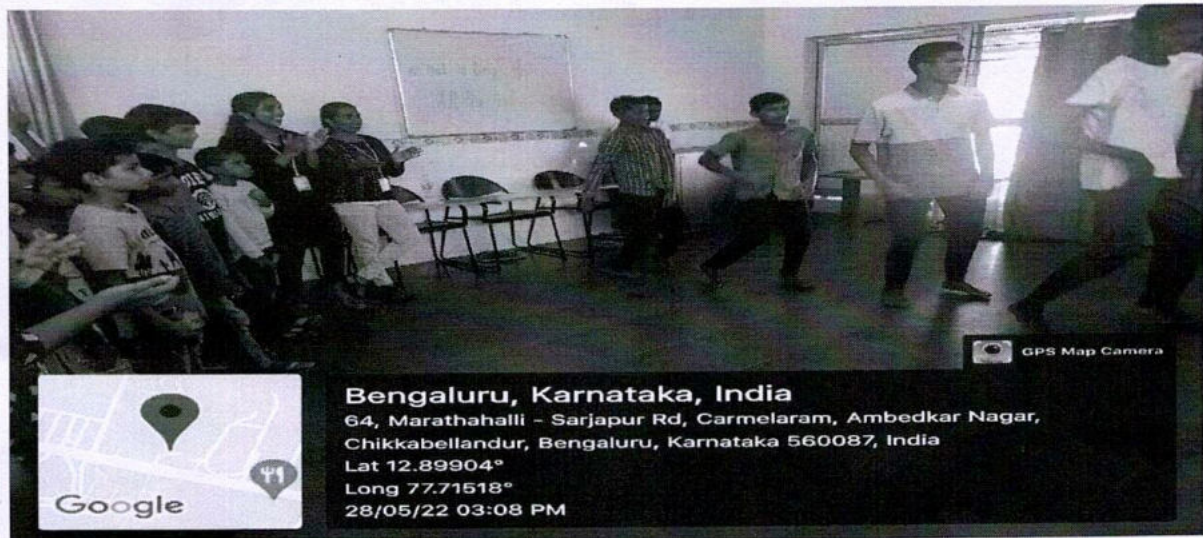 GPS Map Camera
Bengaluru, Karnataka, India
64, Marathahalli - Sarjapur Rd, Carmelaram, Ambedkar Nagar,
Chikkabellandur, Bengaluru, Karnataka 560087, India
Lat 12.89904°
Long 77.71518°
28/05/22 03:08 PM
Google